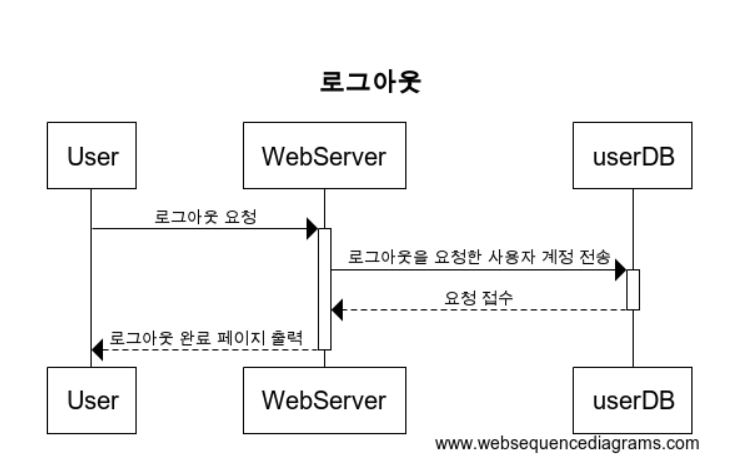 로그아웃
User
WebServer
userDB
로그아웃 요청
로그아웃을 요청한 사용자 계정 전송
요청 접수
로그아웃 완료 페이지 출력
User
WebServer
userDB
www.websequencediagrams.com